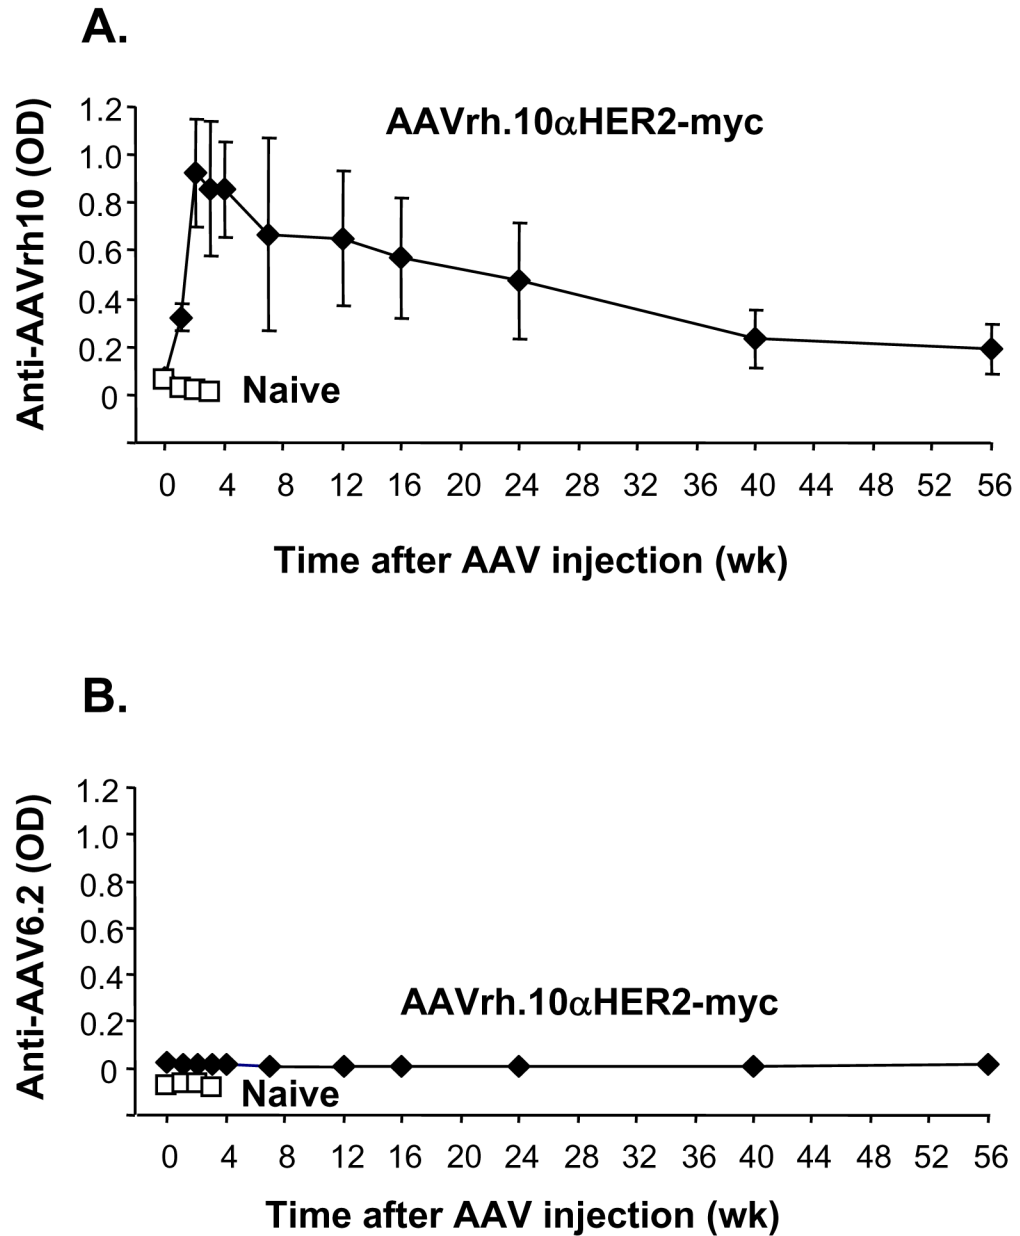 A.
Anti-AAVrh10 (OD)
1.2
1.0
0.8
0.6
0.4
0.2
0
AAVrh.10αHER2-myc
Naive
0 4 8 12 16 20 24 28 32 36 40 44 48 52 56
Time after AAV injection (wk)
B.
Anti-AAV6.2 (OD)
1.2
1.0
0.8
0.6
0.4
0.2
0
AAVrh.10αHER2-myc
Naive
0 4 8 12 16 20 24 28 32 36 40 44 48 52 56
Time after AAV injection (wk)